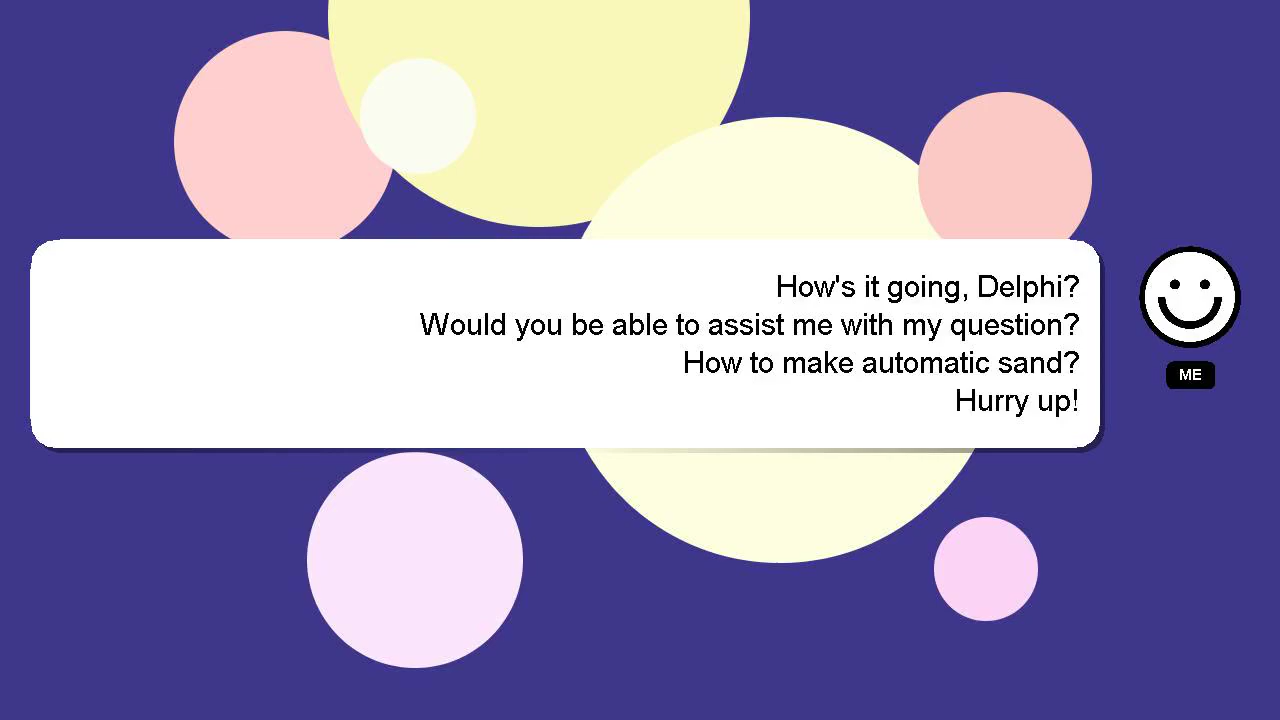 How's it going, Delphi?
Would you be able to assist me with my question?
How to make automatic sand?
Hurry up!
ME